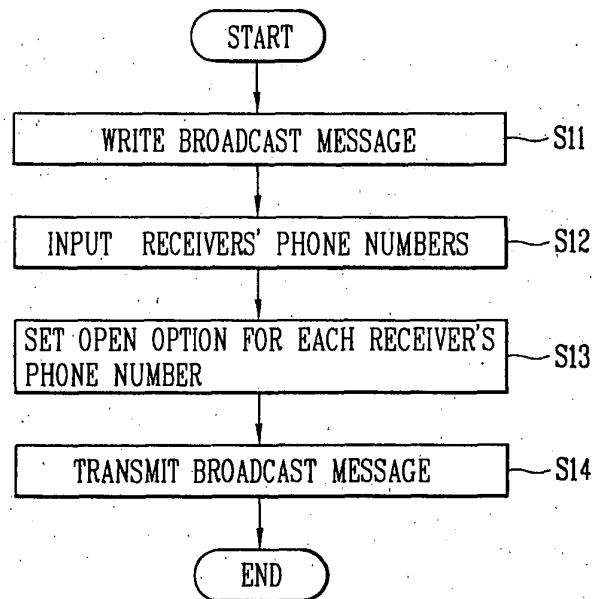 START
WRITE BROADCAST MESSAGE
S11
INPUT RECEIVERS' PHONE NUMBERS
S12
SET OPEN OPTION FOR EACH RECEIVER'S
PHONE NUMBER
S13
TRANSMIT BROADCAST MESSAGE
S14
END